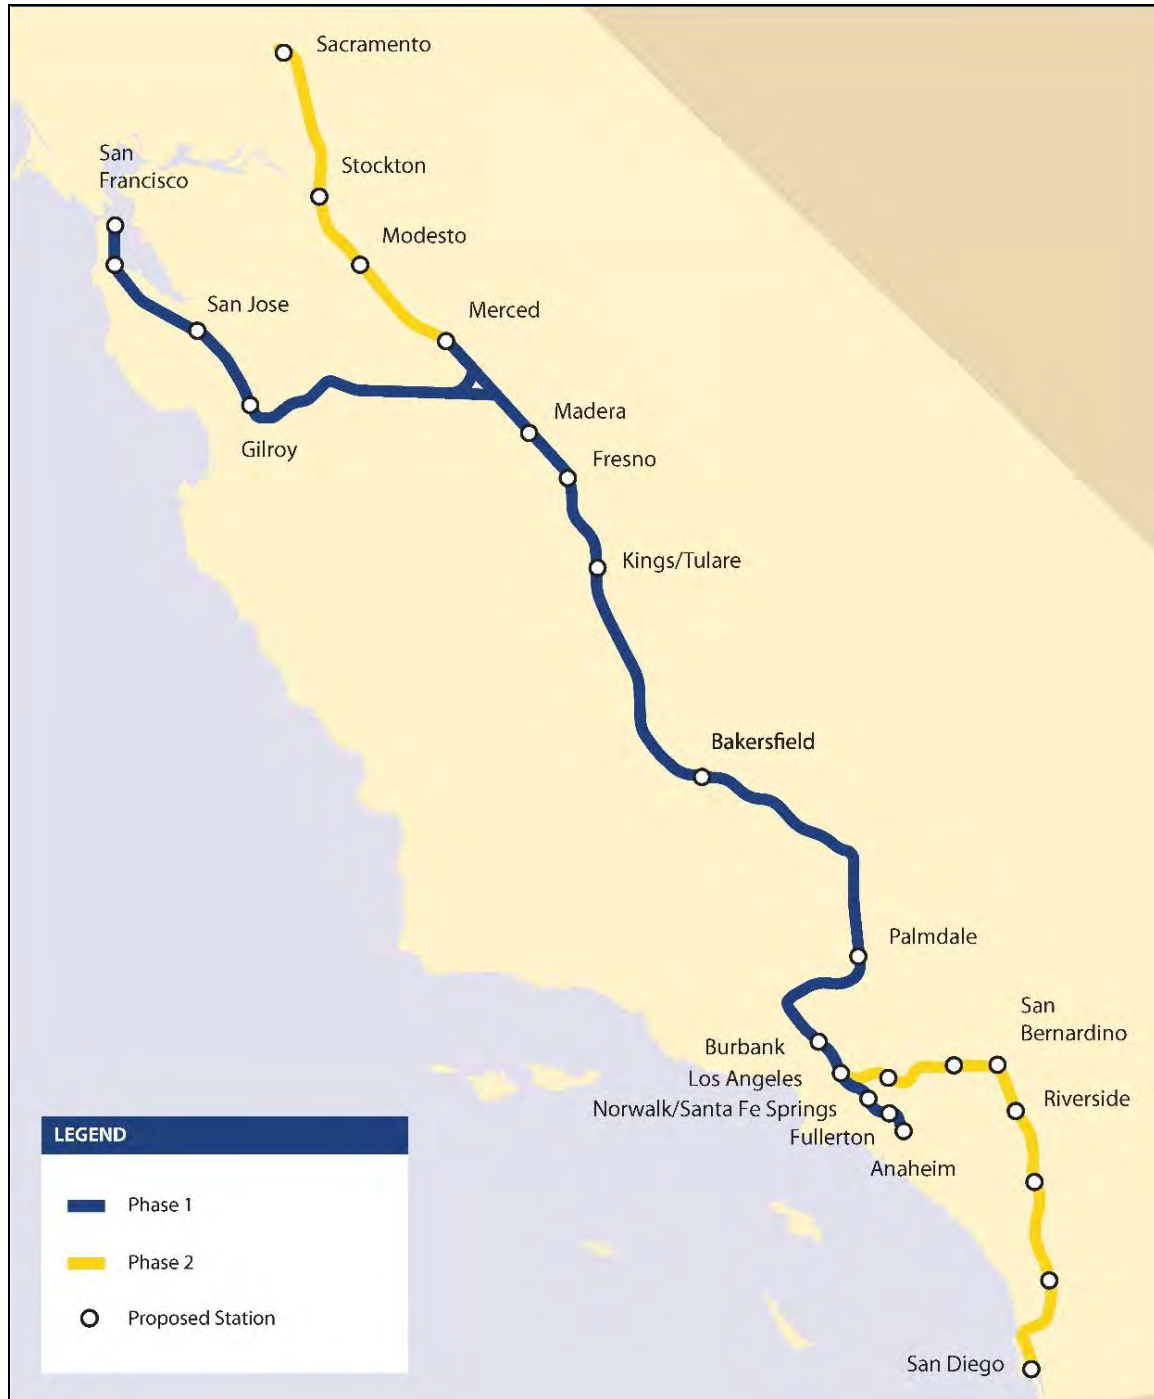 Sacramento
San
Francisco
Stockton
Modesto
San Jose
Merced
Madera
Gilroy
Fresno
Kings/Tulare
Bakersfield
Palmdale
San
Bernardino
Burbank
Los Angeles
Riverside
Norwalk/Santa Fe Springs
Fullerton
Anaheim
San Diego
LEGEND
Phase 1
Phase 2
Proposed Station